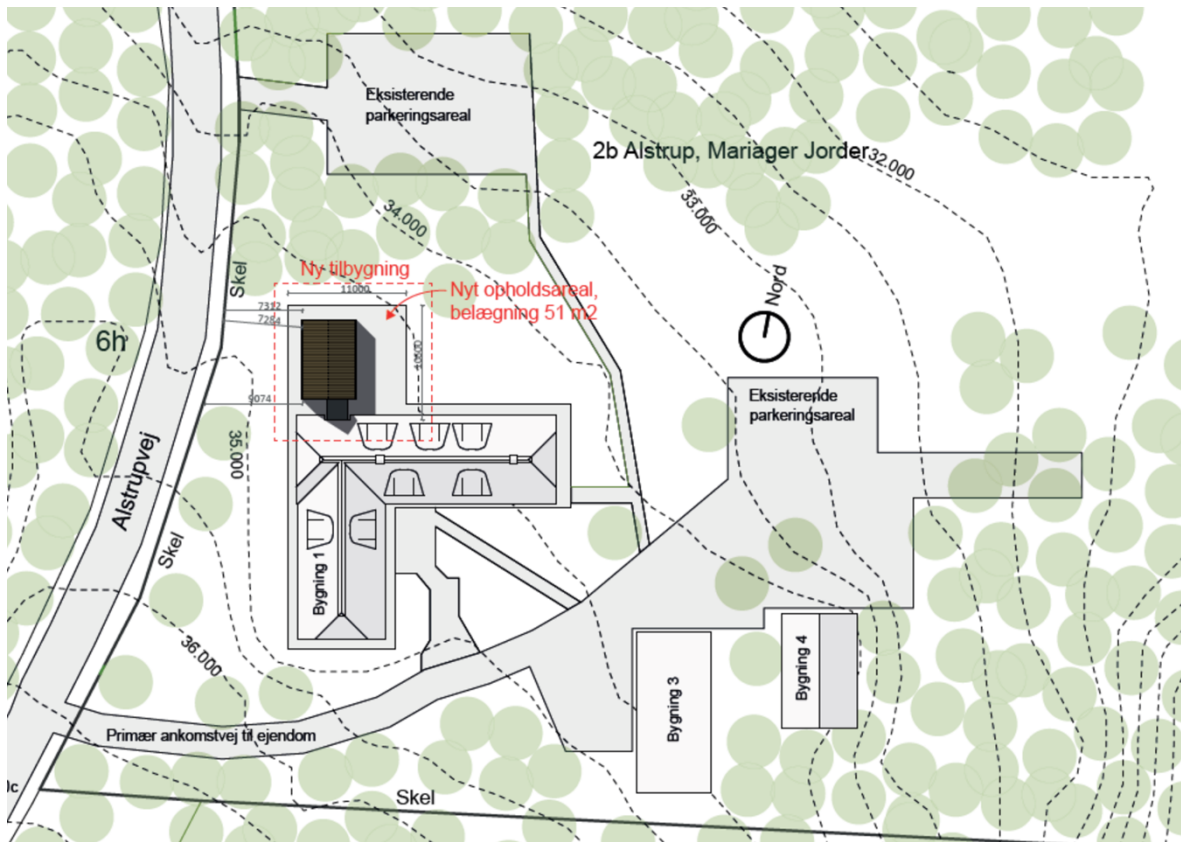 Eksisterende
parkeringsareal
2b Alstrup, Mariager Jorder
32.000
33.000
34.000
Skel
Ny tilbygning
Nyt opholdsareal,
belægning 51 m2
11000
7312
7284
10500
9074
6h
Nord
Eksisterende
parkeringsareal
35.000
Alstrupvej
Skel
Bygning 1
36.000
Bygning 3
Bygning 4
Primær ankomstvej til ejendom
Skel